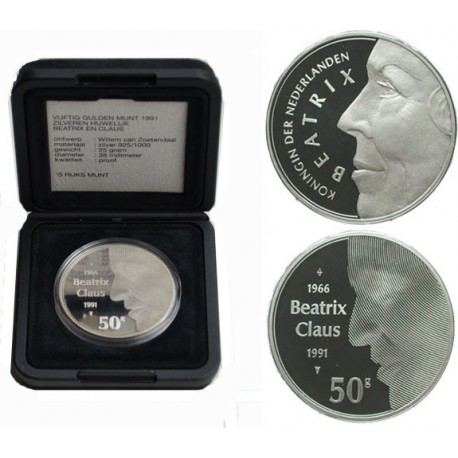 VIJFTIG GULDEN MUNT 1991
ZILVEREN HUWELIJK
BEATRIX EN CLAUS
ontwerp : Willem van Zoetendaal
materiaal : zilver 925/1000
gewicht : 25 gram
diameter : 38 millimeter
kwaliteit : proof
'S RIJKS MUNT
1966
Beatrix
Claus
1991
50g
KONINGIN DER NEDERLANDEN
BEATRIX
1966
Beatrix
Claus
1991
50g